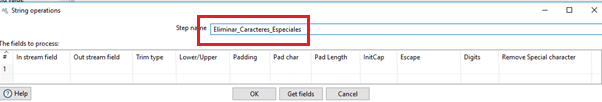 String operations
Step name Eliminar_Caracteres_Especiales
The fields to process:
# In stream field Out stream field Trim type Lower/Upper Padding Pad char Pad Length InitCap Escape Digits Remove Special character
1
Help OK Get fields Cancel